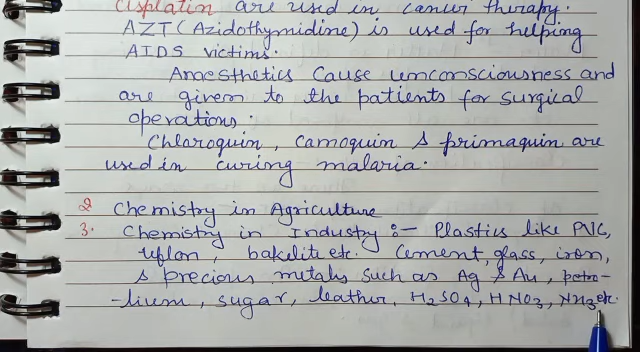 Cisplatin are used in cancer therapy.
AZT (Azidothymidine) is used for helping
AIDS victims.
Anaesthetics cause unconsciousness and
are given to the patients for surgical
operations.
Chloroquin, camoquin & primaquin are
used in curing malaria.
2 Chemistry in Agriculture
3. Chemistry in Industry :- Plastics like PVC,
teflon, bakelite etc. Cement, glass, iron,
& precious metals such as Ag & Au, petro-
-lium, sugar, leather, H2SO4, HNO3, NH3 etc.